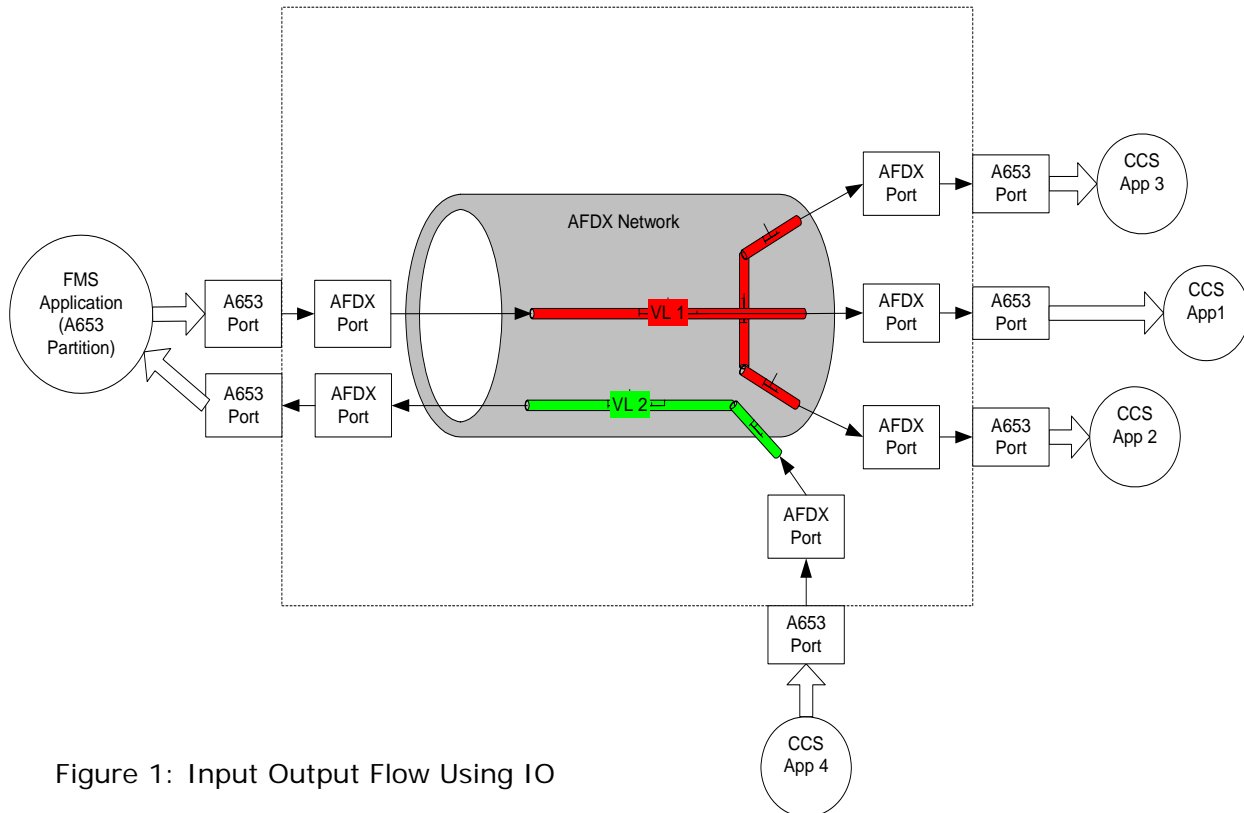 AFDX Network
AFDX
Port
A653
Port
CCS
App 3
FMS
Application
(A653
Partition)
A653
Port
AFDX
Port
VL 1
AFDX
Port
A653
Port
CCS
App1
A653
Port
AFDX
Port
VL 2
AFDX
Port
A653
Port
CCS
App 2
AFDX
Port
A653
Port
CCS
App 4
Figure 1: Input Output Flow Using IO